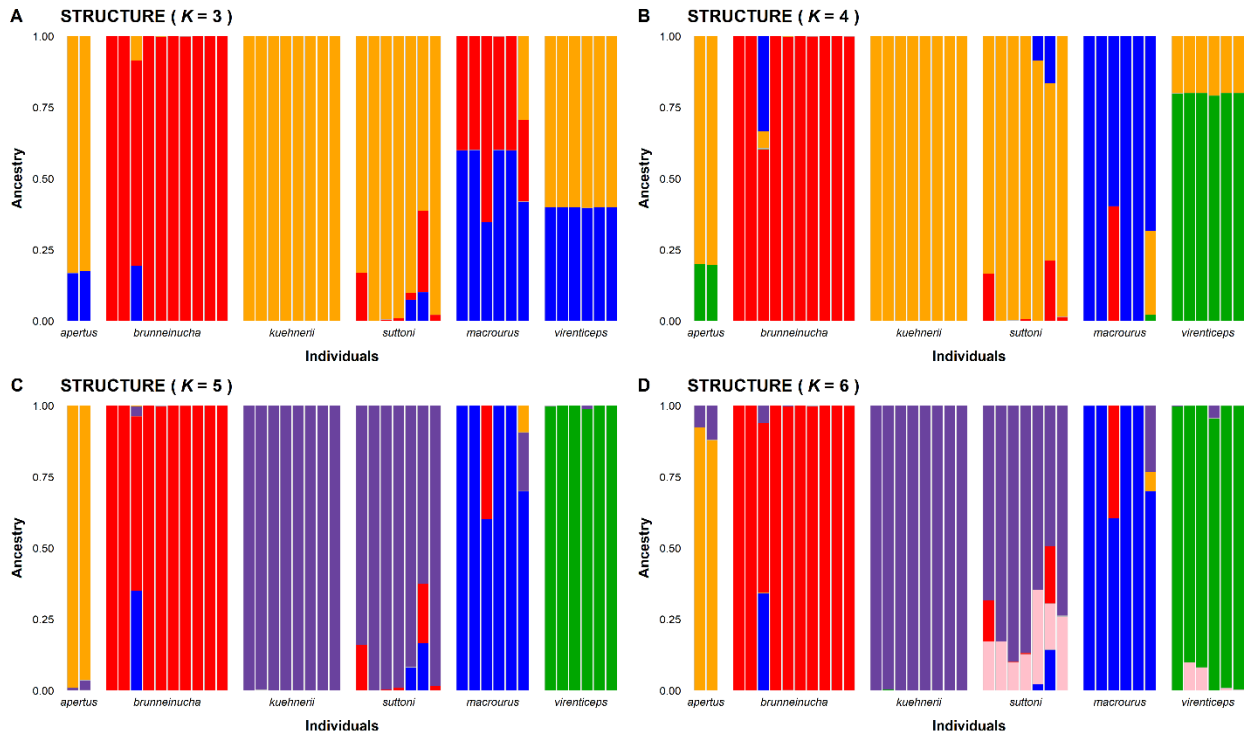 A STRUCTURE ( K = 3 )
1.00
0.75
0.50
0.25
0.00
Ancestry
apertus brunneinucha kuehnerii suttoni macrourus virenticeps
Individuals
B STRUCTURE ( K = 4 )
1.00
0.75
0.50
0.25
0.00
Ancestry
apertus brunneinucha kuehnerii suttoni macrourus virenticeps
Individuals
C STRUCTURE ( K = 5 )
1.00
0.75
0.50
0.25
0.00
Ancestry
apertus brunneinucha kuehnerii suttoni macrourus virenticeps
Individuals
D STRUCTURE ( K = 6 )
1.00
0.75
0.50
0.25
0.00
Ancestry
apertus brunneinucha kuehnerii suttoni macrourus virenticeps
Individuals